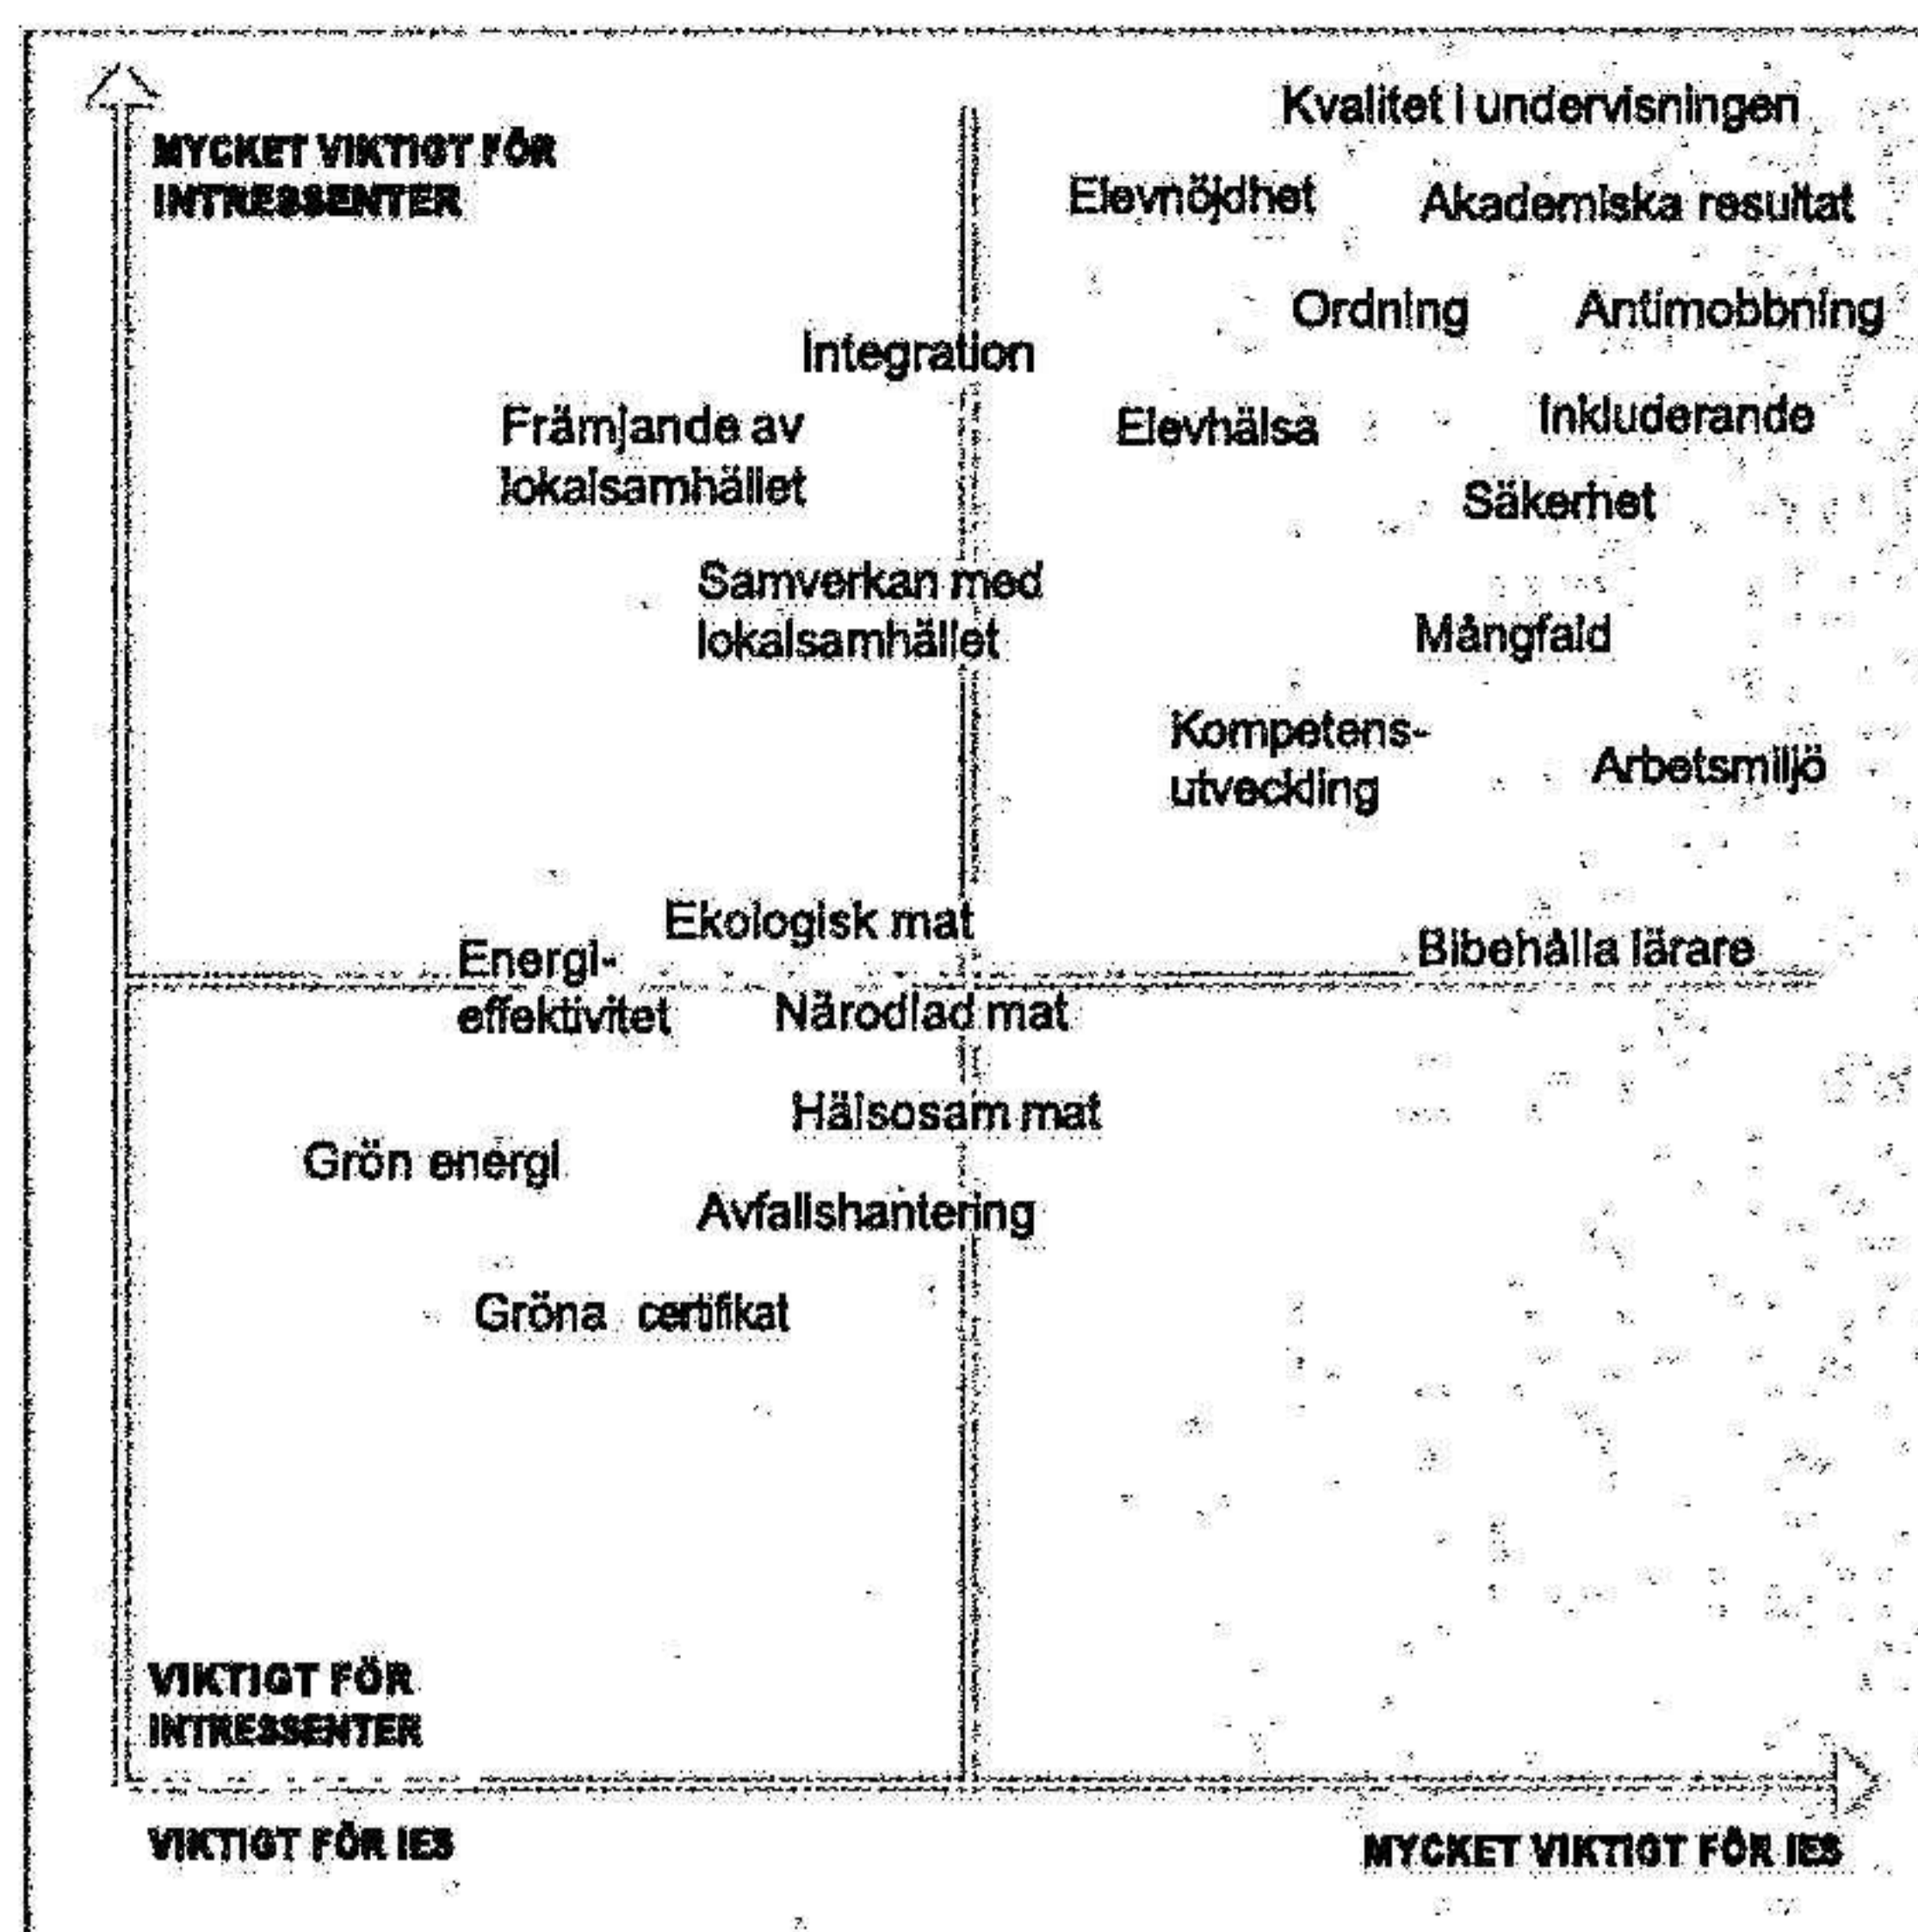 Kvalitet i undervisningen
MYCKET VIKTIGT FÖR
INTRESSENTER
Elevnöjdhet
Akademiska resultat
Ordning
Antimobbning
Integration
Främjande av
lokalsamhället
Elevhälsa
Inkluderande
Säkerhet
Samverkan med
lokalsamhället
Mångfald
Kompetens-
utveckling
Arbetsmiljö
Ekologisk mat
Bibehålla lärare
Energi-
effektivitet
Närodlad mat
Hälsosam mat
Grön energi
Avfallshantering
Gröna certifikat
VIKTIGT FÖR
INTRESSENTER
VIKTIGT FÖR IES
MYCKET VIKTIGT FÖR IES